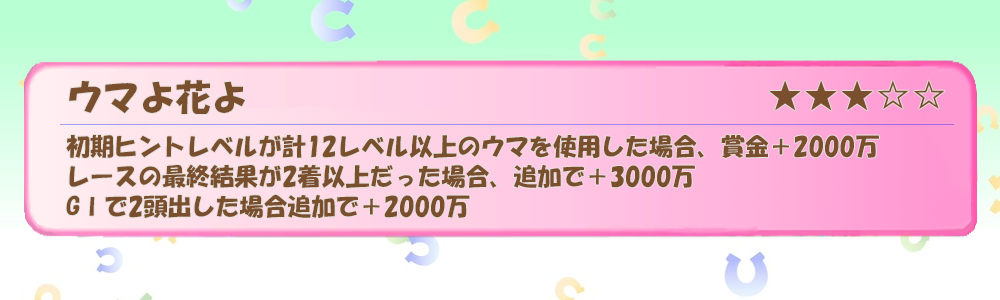 ウマよ花よ ★★★☆☆
初期ヒントレベルが計12レベル以上のウマを使用した場合、賞金＋2000万
レースの最終結果が2着以上だった場合、追加で＋3000万
GⅠで2頭出した場合追加で＋2000万